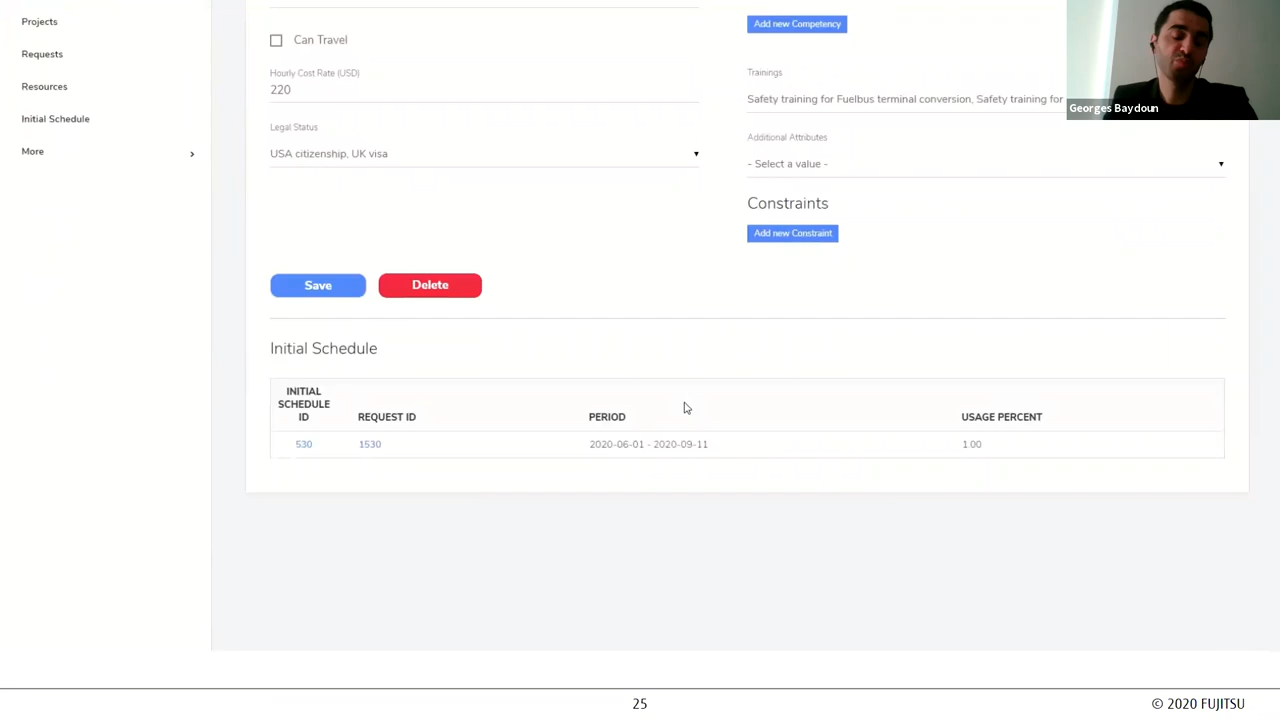 Projects
Requests
Resources
Initial Schedule
More
Can Travel
Hourly Cost Rate (USD)
220
Legal Status
USA citizenship, UK visa
Save
Delete
Add new Competency
Trainings
Safety training for Fuelbus terminal conversion, Safety training for
Additional Attributes
- Select a value -
Constraints
Add new Constraint
Georges Baydoun
Initial Schedule
INITIAL SCHEDULE ID REQUEST ID PERIOD USAGE PERCENT
530 1530 2020-06-01 - 2020-09-11 1.00
25
© 2020 FUJITSU